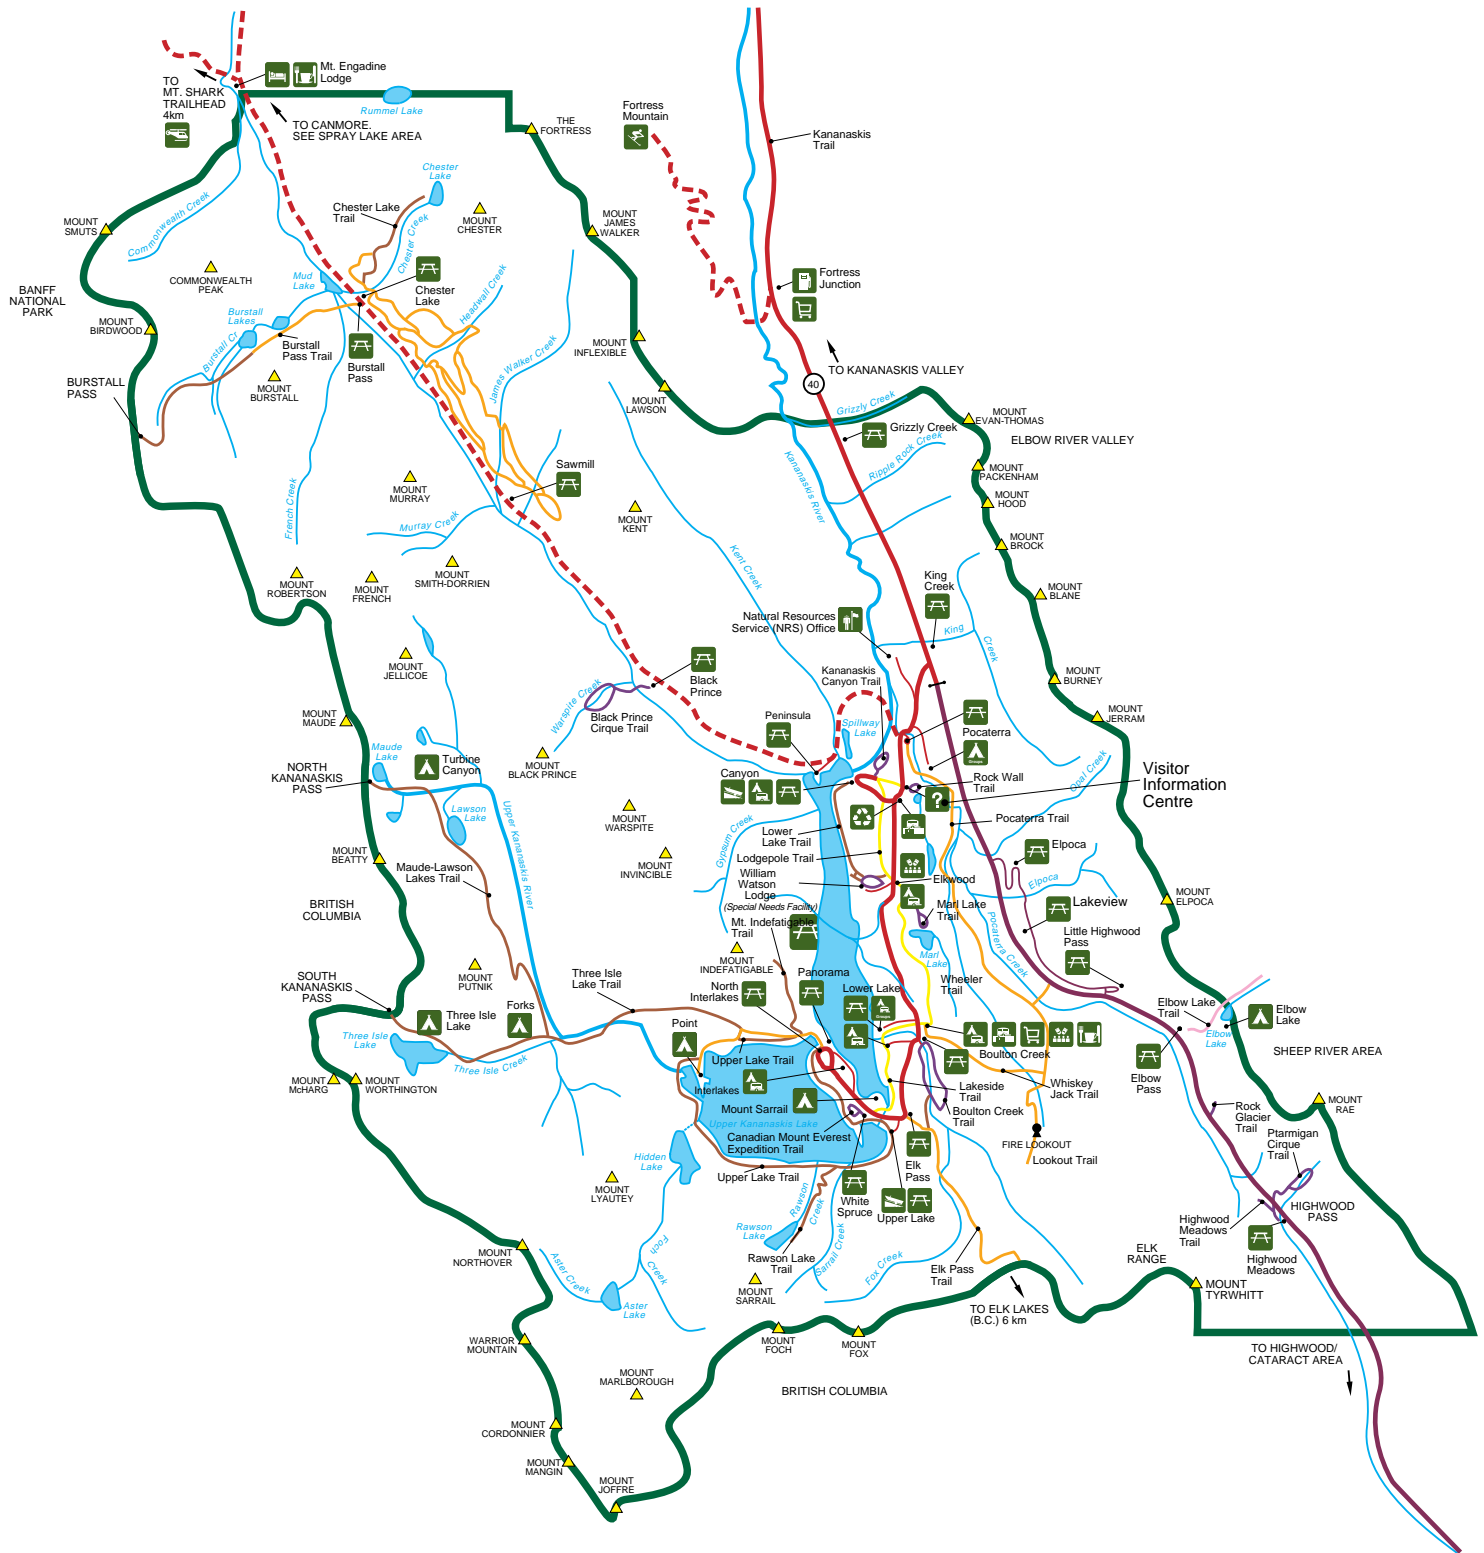 Mt. Engadine
Lodge
TO
MT. SHARK
TRAILHEAD
4km
Rummel Lake
TO CANMORE.
SEE SPRAY LAKE AREA
THE
FORTRESS
Fortress
Mountain
Kananaskis
Trail
Chester
Lake
Chester Lake
Trail
MOUNT
CHESTER
Chester Creek
MOUNT
JAMES
WALKER
MOUNT
SMUTS
Commonwealth Creek
COMMONWEALTH
PEAK
Mud
Lake
Chester
Lake
Headwall Creek
Fortress
Junction
BANFF
NATIONAL
PARK
MOUNT
BIRDWOOD
Burstall
Lakes
Burstall Cr
Burstall
Pass Trail
Burstall
Pass
James Walker Creek
MOUNT
INFLEXIBLE
TO KANANASKIS VALLEY
40
BURSTALL
PASS
MOUNT
BURSTALL
MOUNT
LAWSON
Grizzly Creek
Grizzly Creek
MOUNT
EVAN-THOMAS
ELBOW RIVER VALLEY
Ripple Rock Creek
Kananaskis River
MOUNT
PACKENHAM
MOUNT
HOOD
MOUNT
BROCK
Sawmill
MOUNT
MURRAY
French Creek
Murray Creek
MOUNT
KENT
Kent Creek
MOUNT
ROBERTSON
MOUNT
FRENCH
MOUNT
SMITH-DORRIEN
King
Creek
MOUNT
BLANE
Natural Resources
Service (NRS) Office
King
Creek
MOUNT
JELLICOE
Black
Prince
Kananaskis
Canyon Trail
MOUNT
BURNEY
Warspite Creek
Black Prince
Cirque Trail
MOUNT
MAUDE
Peninsula
Spillway
Lake
Pocaterra
Groups
MOUNT
JERRAM
Maude
Lake
Turbine
Canyon
MOUNT
BLACK PRINCE
NORTH
KANANASKIS
PASS
Canyon
Rock Wall
Trail
Coal Creek
Visitor
Information
Centre
?
Lawson
Lake
Upper Kananaskis River
MOUNT
WARSPITE
Gypsum Creek
Lower
Lake Trail
Pocaterra Trail
MOUNT
BEATTY
MOUNT
INVINCIBLE
Lodgepole Trail
Elpoca
Maude-Lawson
Lakes Trail
William
Watson
Lodge
(Special Needs Facility)
Elkwood
Elpoca
BRITISH
COLUMBIA
Marl Lake
Trail
Lakeview
MOUNT
ELPOCA
Mt. Indefatigable
Trail
Pocaterra Creek
Little Highwood
Pass
MOUNT
INDEFATIGABLE
Marl
Lake
MOUNT
PUTNIK
SOUTH
KANANASKIS
PASS
Three Isle
Lake Trail
North
Interlakes
Panorama
Lower Lake
Groups
Wheeler
Trail
Three Isle
Lake
Forks
Point
Elbow Lake
Trail
Elbow
Lake
Elbow
Lake
Three Isle
Lake
Three Isle Creek
Upper Lake Trail
Boulton Creek
SHEEP RIVER AREA
Elbow
Pass
MOUNT
McHARG
MOUNT
WORTHINGTON
Interlakes
Lakeside
Trail
Whiskey
Jack Trail
Mount Sarrail
Boulton Creek
Trail
Rock
Glacier
Trail
MOUNT
RAE
Upper Kananaskis Lake
Canadian Mount Everest
Expedition Trail
FIRE LOOKOUT
Lookout Trail
Ptarmigan
Cirque
Trail
Hidden
Lake
Upper Lake Trail
Elk
Pass
MOUNT
LYAUTEY
White
Spruce
Upper Lake
Rawson
Creek
Rawson
Lake
Rawson Lake
Trail
Sarrail Creek
Fox Creek
Elk Pass
Trail
Highwood
Meadows
Trail
HIGHWOOD
PASS
Highwood
Meadows
ELK
RANGE
MOUNT
NORTHOVER
Foch
Creek
Aster Creek
Aster
Lake
MOUNT
SARRAIL
MOUNT
TYRWHITT
TO ELK LAKES
(B.C.) 6 km
WARRIOR
MOUNTAIN
MOUNT
FOCH
MOUNT
FOX
TO HIGHWOOD/
CATARACT AREA
MOUNT
MARLBOROUGH
BRITISH COLUMBIA
MOUNT
CORDONNIER
MOUNT
MANGIN
MOUNT
JOFFRE